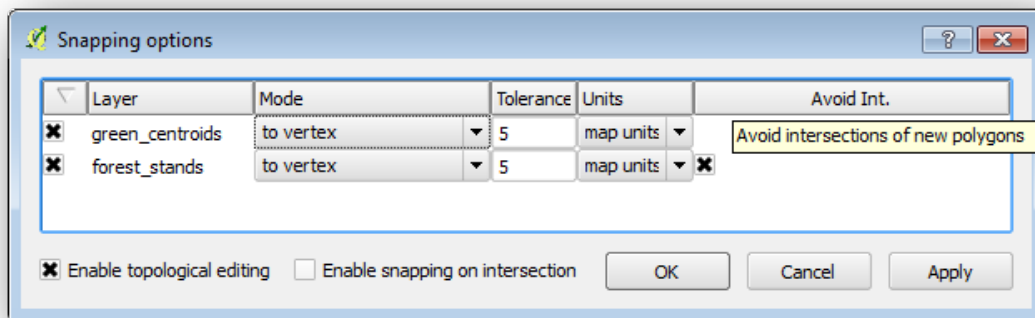 Snapping options
Layer Mode Tolerance Units Avoid Int.
green_centroids to vertex 5 map units
Avoid intersections of new polygons
forest_stands to vertex 5 map units
Enable topological editing Enable snapping on intersection OK Cancel Apply